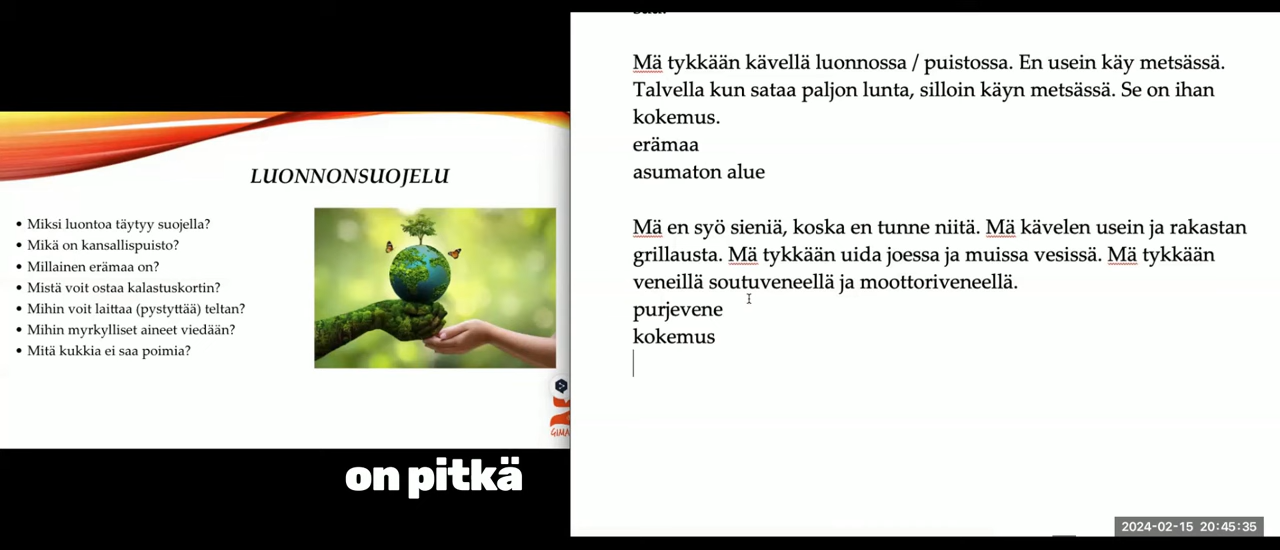 LUONNONSUOJELU
• Miksi luontoa täytyy suojella?
• Mikä on kansallispuisto?
• Millainen erämaa on?
• Mistä voit ostaa kalastuskortin?
• Mihin voit laittaa (pystyttää) teltan?
• Mihin myrkylliset aineet viedään?
• Mitä kukkia ei saa poimia?
on pitkä
Mä tykkään kävellä luonnossa / puistossa. En usein käy metsässä.
Talvella kun sataa paljon lunta, silloin käyn metsässä. Se on ihan
kokemus.
erämaa
asumaton alue
Mä en syö sieniä, koska en tunne niitä. Mä kävelen usein ja rakastan
grillausta. Mä tykkään uida joessa ja muissa vesissä. Mä tykkään
veneillä soutuveneellä ja moottoriveneellä.
purjevene
kokemus
2024-02-15 20:45:35